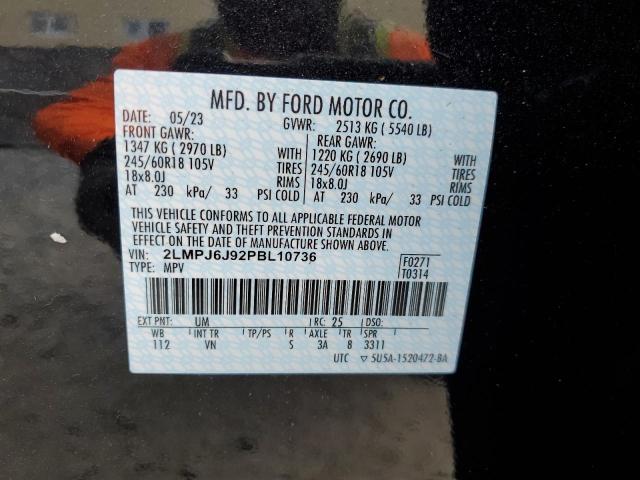 MFD. BY FORD MOTOR CO.
DATE: 05/23 GVWR: 2513 KG ( 5540 LB)
FRONT GAWR: REAR GAWR:
1347 KG ( 2970 LB) WITH 1220 KG ( 2690 LB) WITH
245/60R18 105V TIRES 245/60R18 105V TIRES
18x8.0J RIMS 18x8.0J RIMS
AT 230 kPa/ 33 PSI COLD AT 230 kPa/ 33 PSI COLD
THIS VEHICLE CONFORMS TO ALL APPLICABLE FEDERAL MOTOR
VEHICLE SAFETY AND THEFT PREVENTION STANDARDS IN
EFFECT ON THE DATE OF MANUFACTURE SHOWN ABOVE.
VIN: 2LMPJ6J92PBL10736 F0271
TYPE: MPV T0314
EXT PNT: UM RC: 25 DSO:
WB INT TR TP/PS R AXLE TR SPR
112 VN S 3A 8 3311
UTC ▽ 5U5A-1520472-BA